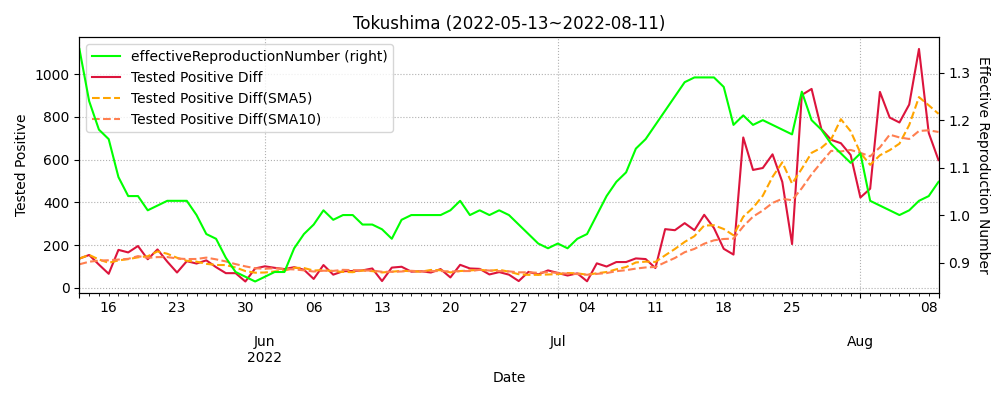 Tokushima (2022-05-13~2022-08-11)
effectiveReproductionNumber (right)
Tested Positive Diff
Tested Positive Diff(SMA5)
Tested Positive Diff(SMA10)
Tested Positive
1000
800
600
400
200
0
Effective Reproduction Number
1.3
1.2
1.1
1.0
0.9
16 23 30 06 13 20 27 04 11 18 25 08
Jun Jul Aug
2022
Date